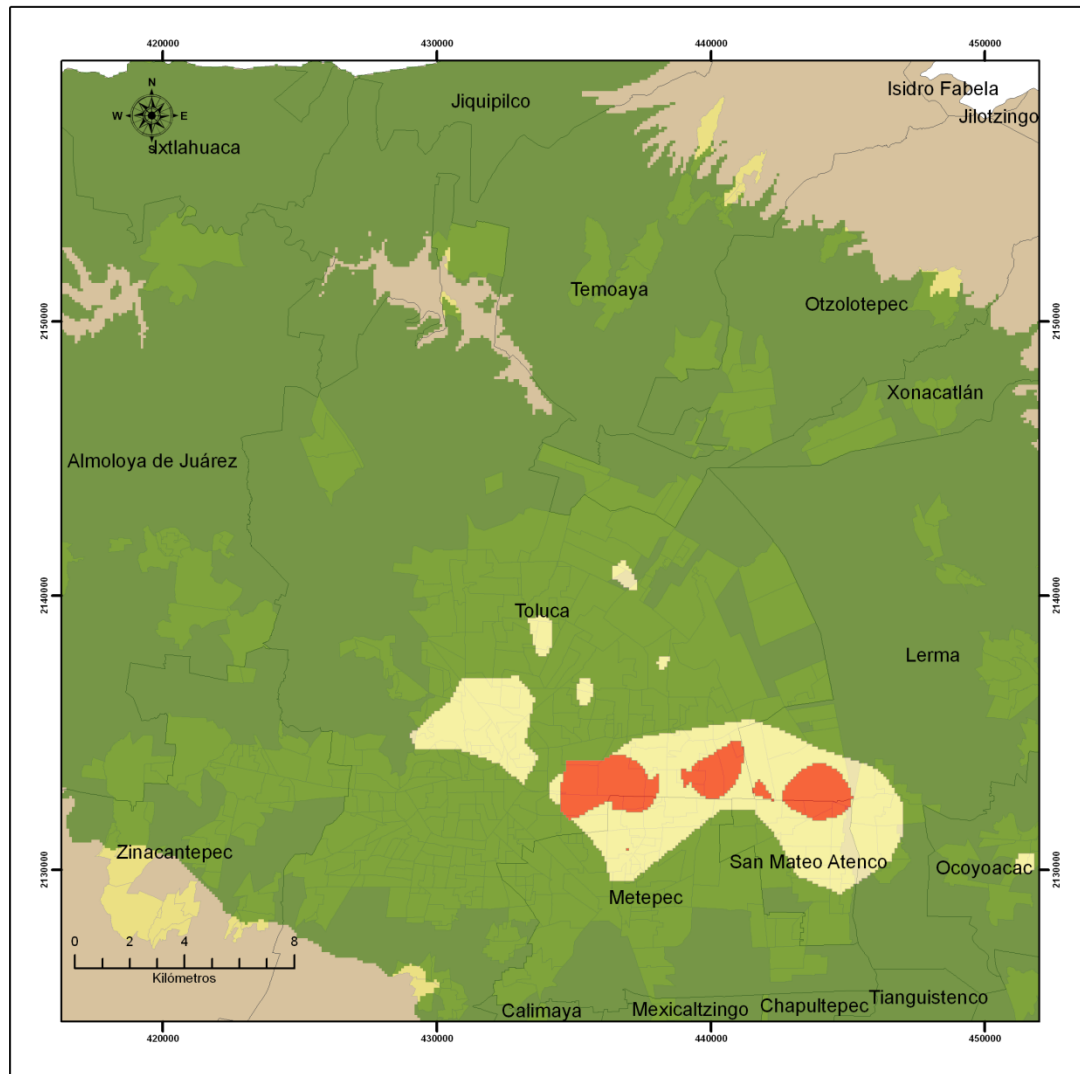 420000
430000
440000
450000
Isidro Fabela
Jiquipilco
Jilotzingo
N
W
E
S
Ixtlahuaca
Temoaya
Otzolotepec
2150000
2150000
Xonacatlán
Almoloya de Juárez
2140000
2140000
Toluca
Lerma
Zinacantepec
San Mateo Atenco
Ocoyoacac
2130000
2130000
Metepec
0 2 4 8
Kilómetros
Calimaya
Mexicaltzingo
Chapultepec
Tianguistenco
420000
430000
440000
450000